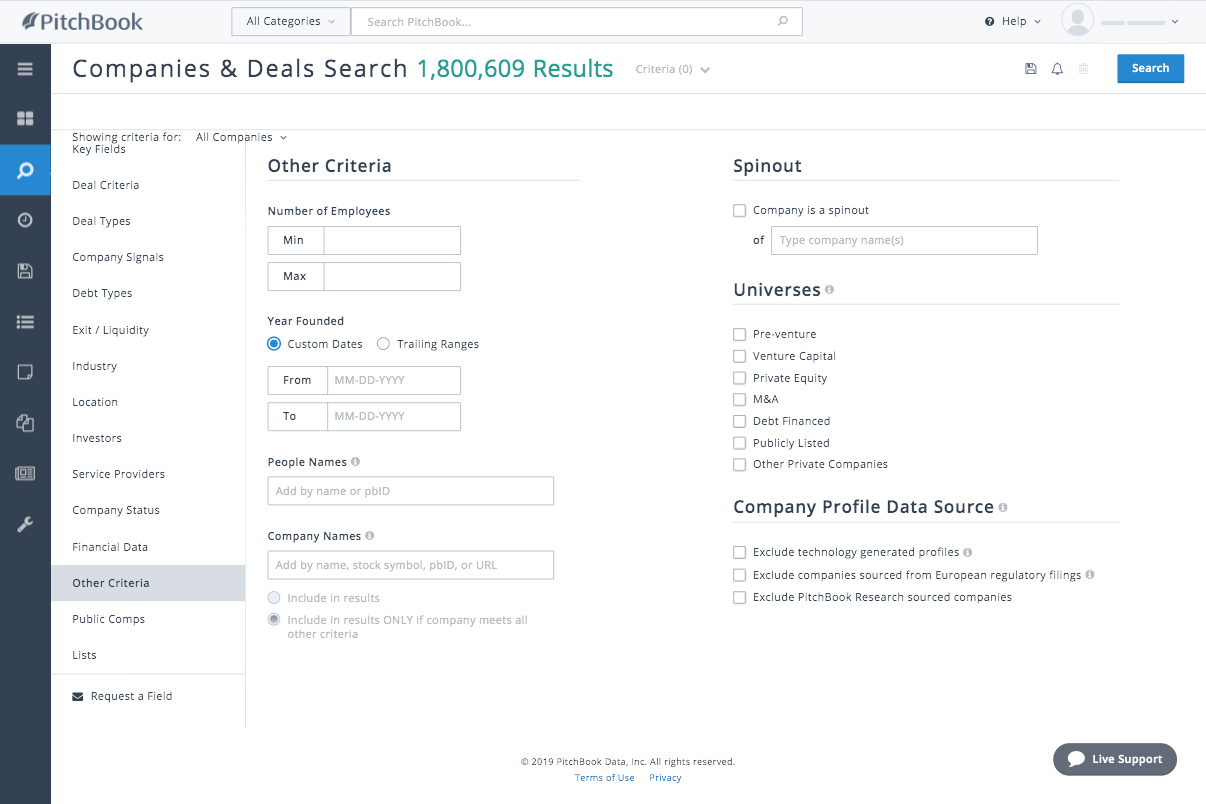 PitchBook
All Categories
Search PitchBook...
Help
Companies & Deals Search 1,800,609 Results
Criteria (0)
Search
Showing criteria for: All Companies
Key Fields
Deal Criteria
Deal Types
Company Signals
Debt Types
Exit / Liquidity
Industry
Location
Investors
Service Providers
Company Status
Financial Data
Other Criteria
Public Comps
Lists
Request a Field
Other Criteria
Number of Employees
Min
Max
Year Founded
Custom Dates
Trailing Ranges
From MM-DD-YYYY
To MM-DD-YYYY
People Names
Add by name or pbID
Company Names
Add by name, stock symbol, pbID, or URL
Include in results
Include in results ONLY if company meets all
other criteria
Spinout
Company is a spinout
of Type company name(s)
Universes
Pre-venture
Venture Capital
Private Equity
M&A
Debt Financed
Publicly Listed
Other Private Companies
Company Profile Data Source
Exclude technology generated profiles
Exclude companies sourced from European regulatory filings
Exclude PitchBook Research sourced companies
© 2019 PitchBook Data, Inc. All rights reserved.
Terms of Use Privacy
Live Support